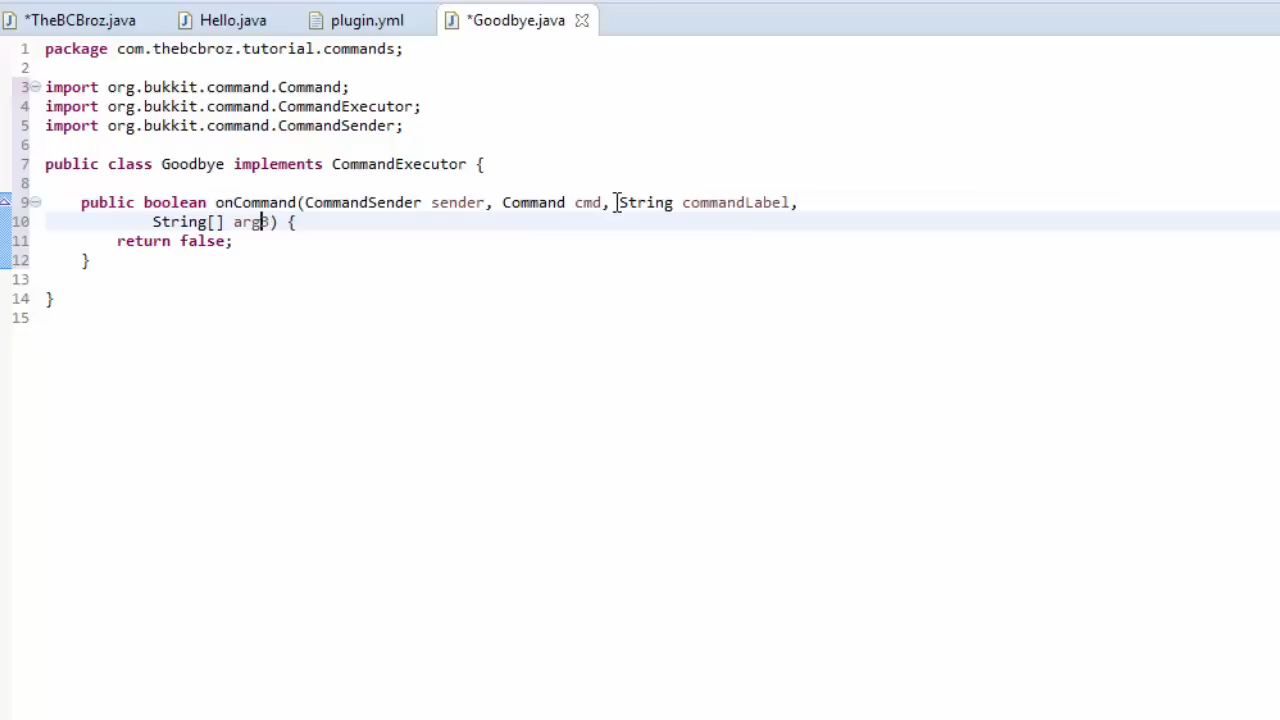 *TheBCBroz.java Hello.java plugin.yml *Goodbye.java
1 package com.thebcbroz.tutorial.commands;
2
3 import org.bukkit.command.Command;
4 import org.bukkit.command.CommandExecutor;
5 import org.bukkit.command.CommandSender;
6
7 public class Goodbye implements CommandExecutor {
8
9 public boolean onCommand(CommandSender sender, Command cmd, String commandLabel,
10 String[] arg3) {
11 return false;
12 }
13
14 }
15